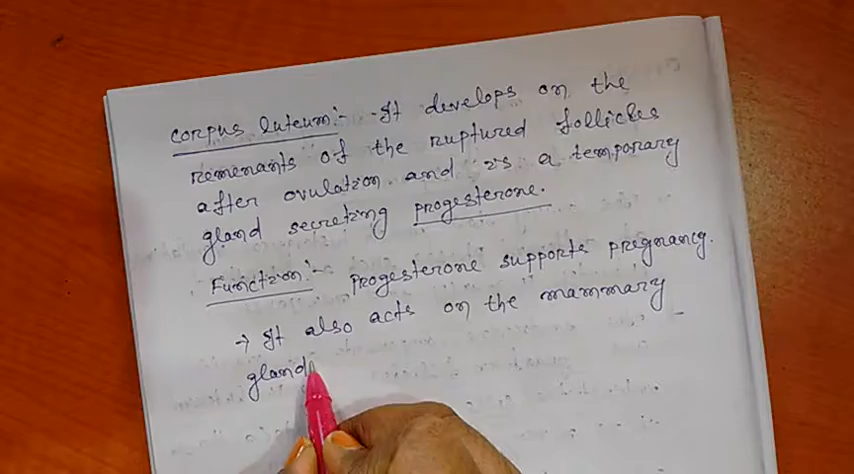 Corpus luteum:- It develops on the
remenants of the ruptured follicles
after ovulation and is a temporary
gland secreting progesterone.
Function:- Progesterone supports pregnancy.
→ It also acts on the mammary
gland